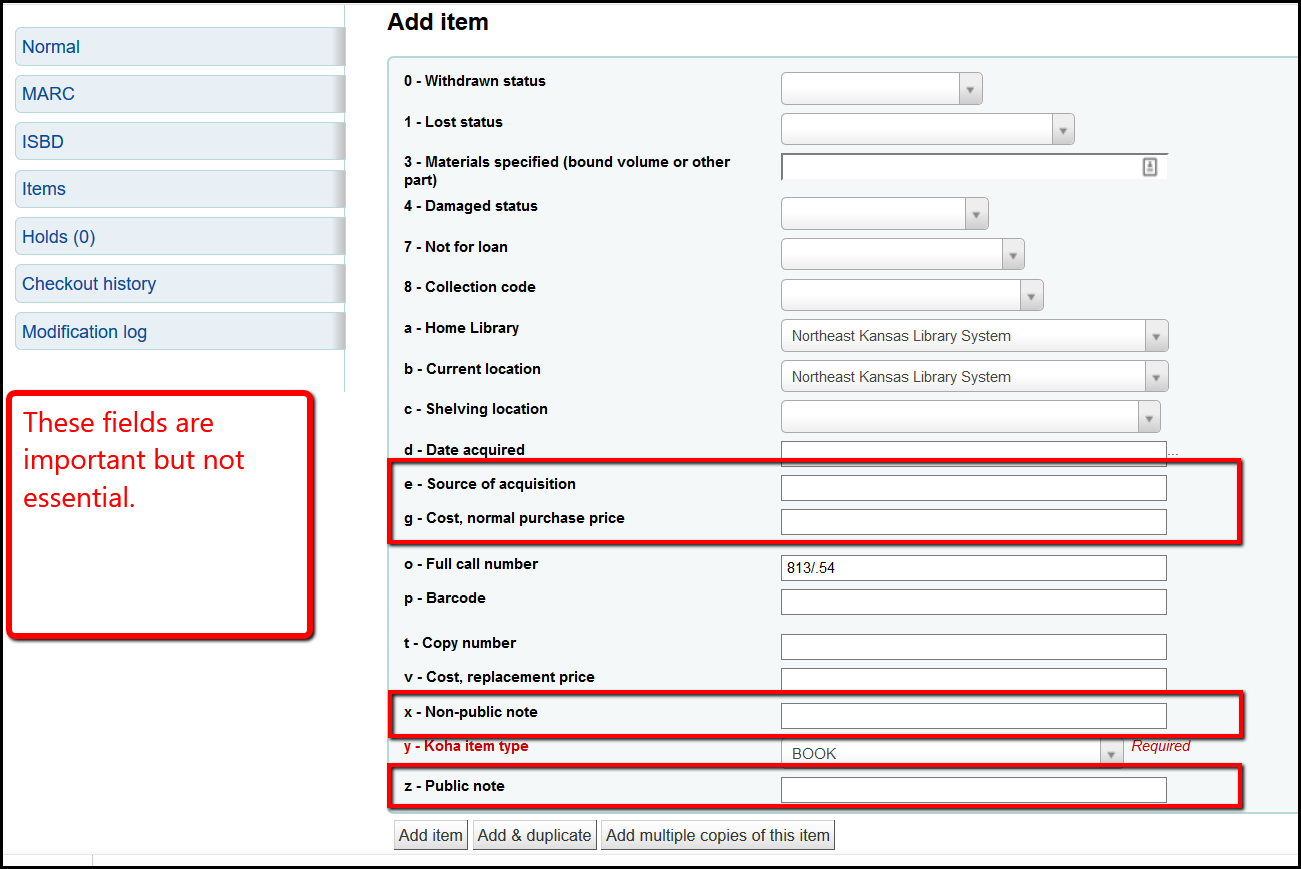 Add item
Normal
MARC
ISBD
Items
Holds (0)
Checkout history
Modification log
These fields are
important but not
essential.
0 - Withdrawn status
1 - Lost status
3 - Materials specified (bound volume or other
part)
4 - Damaged status
7 - Not for loan
8 - Collection code
a - Home Library
Northeast Kansas Library System
b - Current location
Northeast Kansas Library System
c - Shelving location
d - Date acquired
...
e - Source of acquisition
g - Cost, normal purchase price
o - Full call number
813/.54
p - Barcode
t - Copy number
v - Cost, replacement price
x - Non-public note
y - Koha item type
BOOK
Required
z - Public note
Add item
Add & duplicate
Add multiple copies of this item